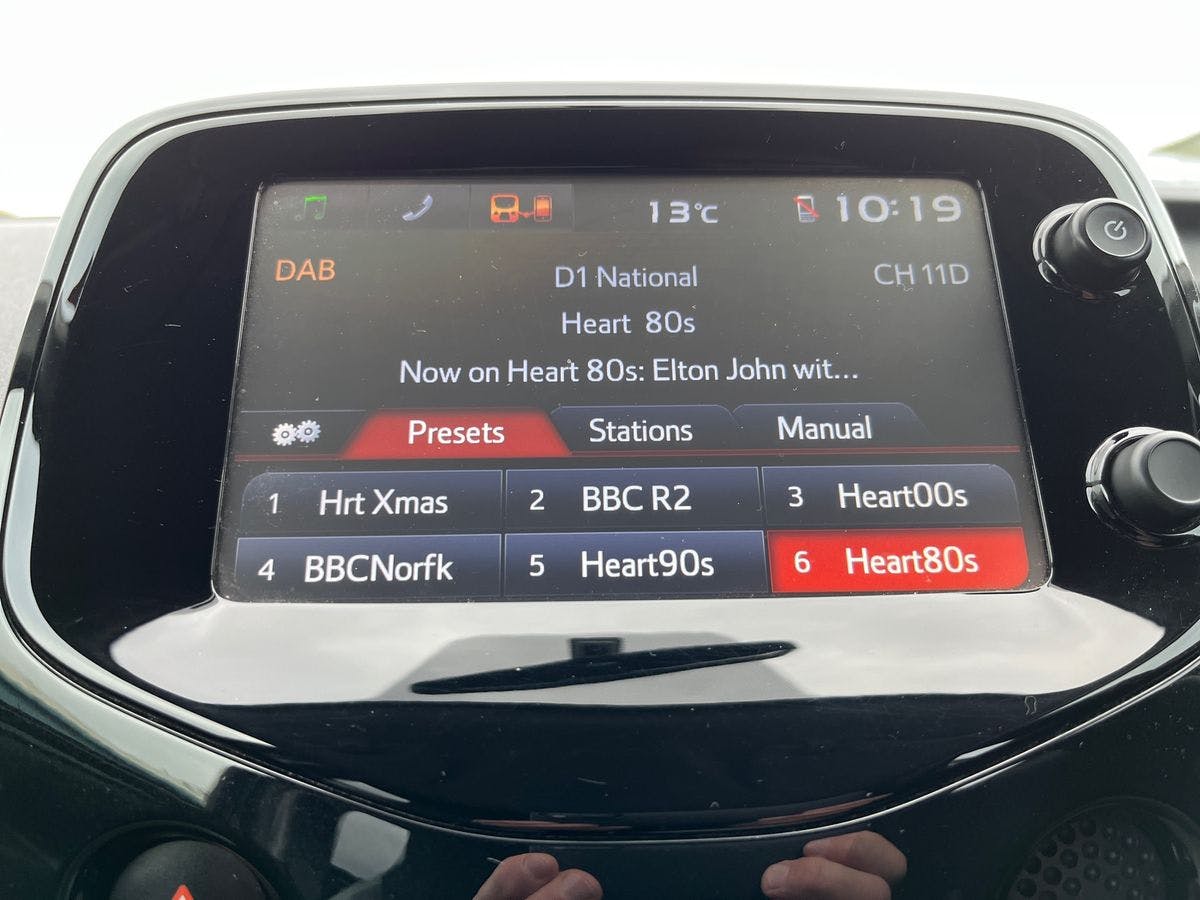 13°C 10:19
DAB D1 National CH 11D
Heart 80s
Now on Heart 80s: Elton John wit...
Presets Stations Manual
1 Hrt Xmas 2 BBC R2 3 Heart00s
4 BBCNorfk 5 Heart90s 6 Heart80s